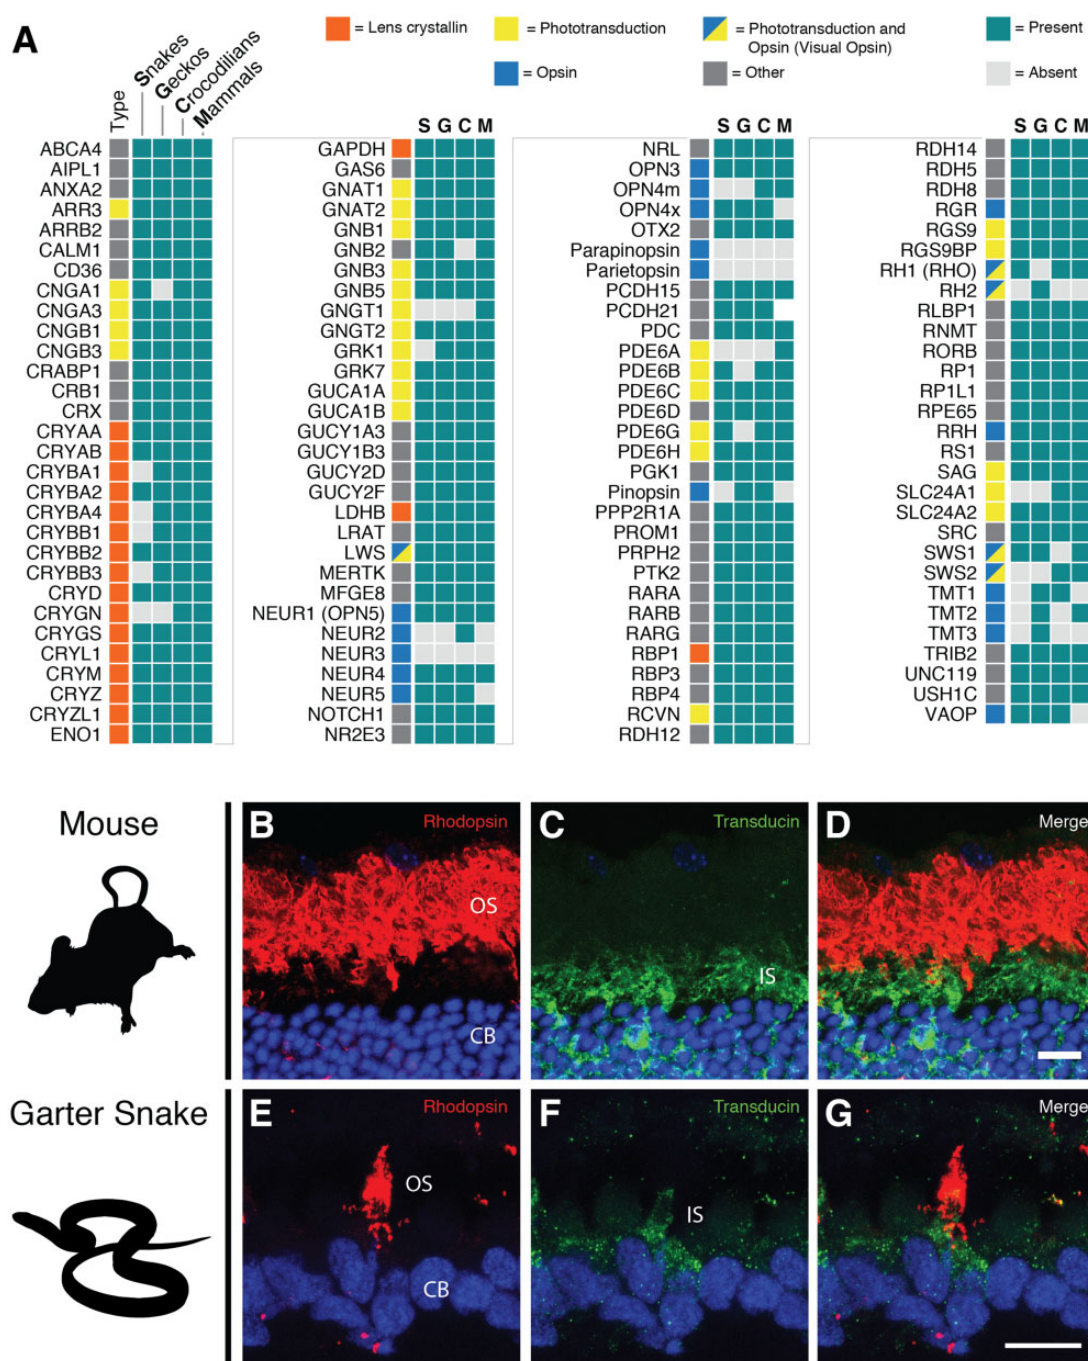 A
= Lens crystallin
= Phototransduction
= Phototransduction and
Opsin (Visual Opsin)
= Present
= Opsin
= Other
= Absent
Type
Snakes
Geckos
Crocodilians
Mammals
ABCA4
AIPL1
ANXA2
ARR3
ARRB2
CALM1
CD36
CNGA1
CNGA3
CNGB1
CNGB3
CRABP1
CRB1
CRX
CRYAA
CRYAB
CRYBA1
CRYBA2
CRYBA4
CRYBB1
CRYBB2
CRYBB3
CRYD
CRYGN
CRYGS
CRYL1
CRYM
CRYZ
CRYZL1
ENO1
S G C M
GAPDH
GAS6
GNAT1
GNAT2
GNB1
GNB2
GNB3
GNB5
GNGT1
GNGT2
GRK1
GRK7
GUCA1A
GUCA1B
GUCY1A3
GUCY1B3
GUCY2D
GUCY2F
LDHB
LRAT
LWS
MERTK
MFGE8
NEUR1 (OPN5)
NEUR2
NEUR3
NEUR4
NEUR5
NOTCH1
NR2E3
S G C M
NRL
OPN3
OPN4m
OPN4x
OTX2
Parapinopsin
Parietopsin
PCDH15
PCDH21
PDC
PDE6A
PDE6B
PDE6C
PDE6D
PDE6G
PDE6H
PGK1
Pinopsin
PPP2R1A
PROM1
PRPH2
PTK2
RARA
RARB
RARG
RBP1
RBP3
RBP4
RCVN
RDH12
S G C M
RDH14
RDH5
RDH8
RGR
RGS9
RGS9BP
RH1 (RHO)
RH2
RLBP1
RNMT
RORB
RP1
RP1L1
RPE65
RRH
RS1
SAG
SLC24A1
SLC24A2
SRC
SWS1
SWS2
TMT1
TMT2
TMT3
TRIB2
UNC119
USH1C
VAOP
Mouse
B
Rhodopsin
OS
CB
C
Transducin
IS
D
Merge
Garter Snake
E
Rhodopsin
OS
CB
F
Transducin
IS
G
Merge